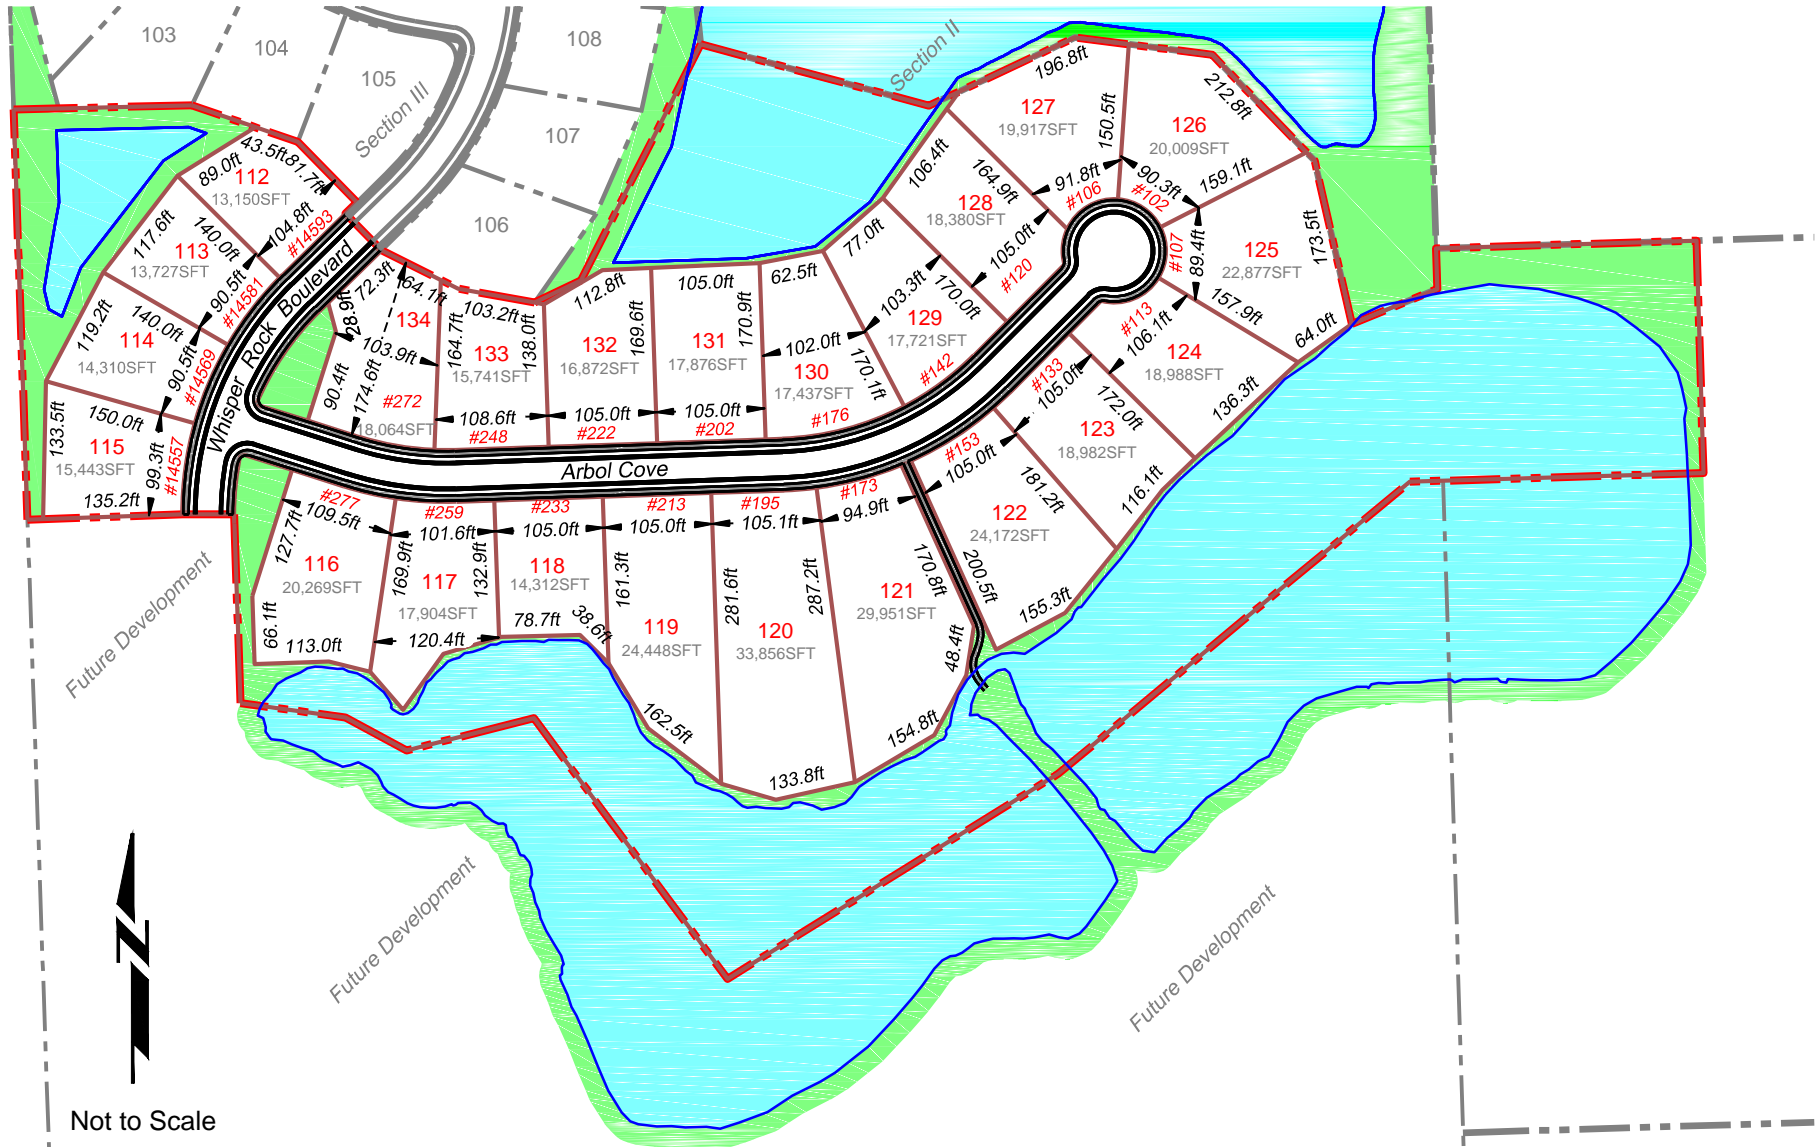 103
104
105
108
107
106
Section III
Section II
43.5ft
81.7ft
89.0ft
112
13,150SFT
104.8ft
#14593
117.6ft
140.0ft
113
13,727SFT
90.5ft
#14581
119.2ft
140.0ft
114
14,310SFT
90.5ft
#14569
133.5ft
150.0ft
115
15,443SFT
99.3ft
#14557
135.2ft
Whisper Rock Boulevard
28.9ft
72.3ft
64.1ft
134
103.9ft
90.4ft
174.6ft
#272
18,064SFT
103.2ft
164.7ft
133
15,741SFT
138.0ft
108.6ft
#248
112.8ft
132
16,872SFT
169.6ft
105.0ft
#222
105.0ft
131
17,876SFT
170.9ft
105.0ft
#202
62.5ft
102.0ft
130
17,437SFT
170.1ft
#176
77.0ft
103.3ft
129
17,721SFT
170.0ft
#142
106.4ft
164.9ft
128
18,380SFT
105.0ft
#120
196.8ft
127
19,917SFT
150.5ft
91.8ft
#106
212.8ft
126
20,009SFT
90.3ft
#102
159.1ft
125
22,877SFT
173.5ft
#107
89.4ft
157.9ft
64.0ft
#113
106.1ft
124
18,988SFT
136.3ft
#133
105.0ft
172.0ft
123
18,982SFT
116.1ft
#153
105.0ft
181.2ft
122
24,172SFT
200.5ft
155.3ft
Arbol Cove
#277
109.5ft
127.7ft
116
20,269SFT
66.1ft
113.0ft
#259
101.6ft
169.9ft
117
17,904SFT
132.9ft
120.4ft
#233
105.0ft
118
14,312SFT
78.7ft
38.6ft
#213
105.0ft
161.3ft
119
24,448SFT
162.5ft
#195
105.1ft
281.6ft
120
33,856SFT
287.2ft
133.8ft
#173
94.9ft
170.8ft
121
29,951SFT
48.4ft
154.8ft
Future Development
Future Development
Future Development
N
Not to Scale